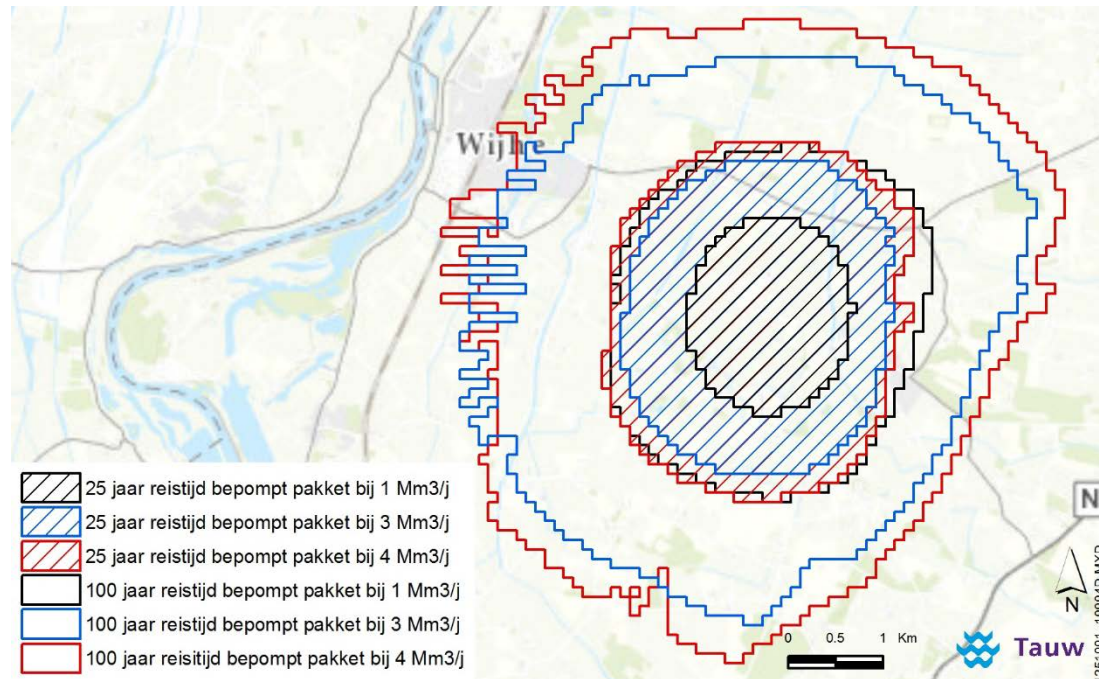 Wijhe
25 jaar reistijd bepompt pakket bij 1 Mm3/j
25 jaar reistijd bepompt pakket bij 3 Mm3/j
25 jaar reistijd bepompt pakket bij 4 Mm3/j
100 jaar reistijd bepompt pakket bij 1 Mm3/j
100 jaar reistijd bepompt pakket bij 3 Mm3/j
100 jaar reisitijd bepompt pakket bij 4 Mm3/j
N
N
0 0.5 1 Km
Tauw